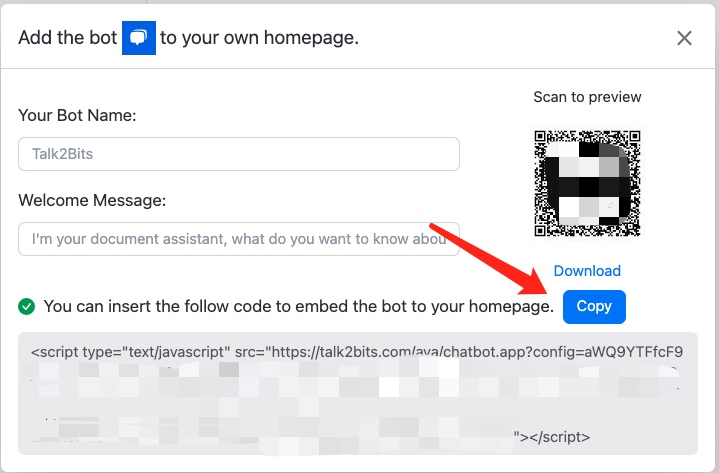 Add the bot to your own homepage.
Scan to preview
Your Bot Name:
Talk2Bits
Welcome Message:
I'm your document assistant, what do you want to know abou
Download
You can insert the follow code to embed the bot to your homepage.
Copy
<script type="text/javascript" src="https://talk2bits.com/aya/chatbot.app?config=aWQ9YTFfcF9
"></script>